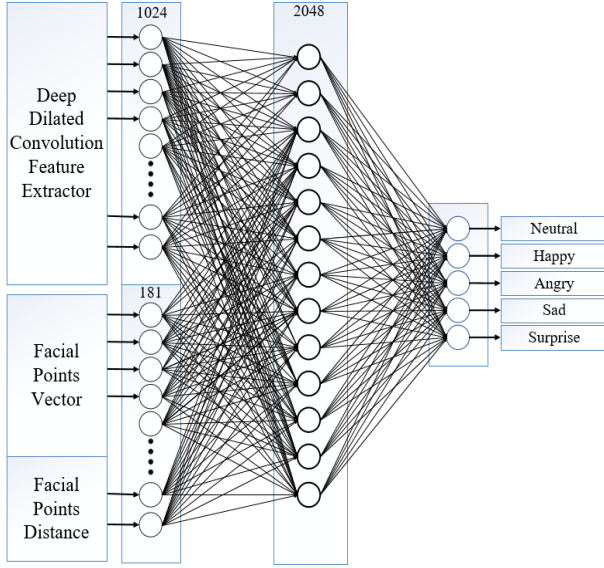 1024
2048
Deep
Dilated
Convolution
Feature
Extractor
181
Facial
Points
Vector
Facial
Points
Distance
Neutral
Happy
Angry
Sad
Surprise